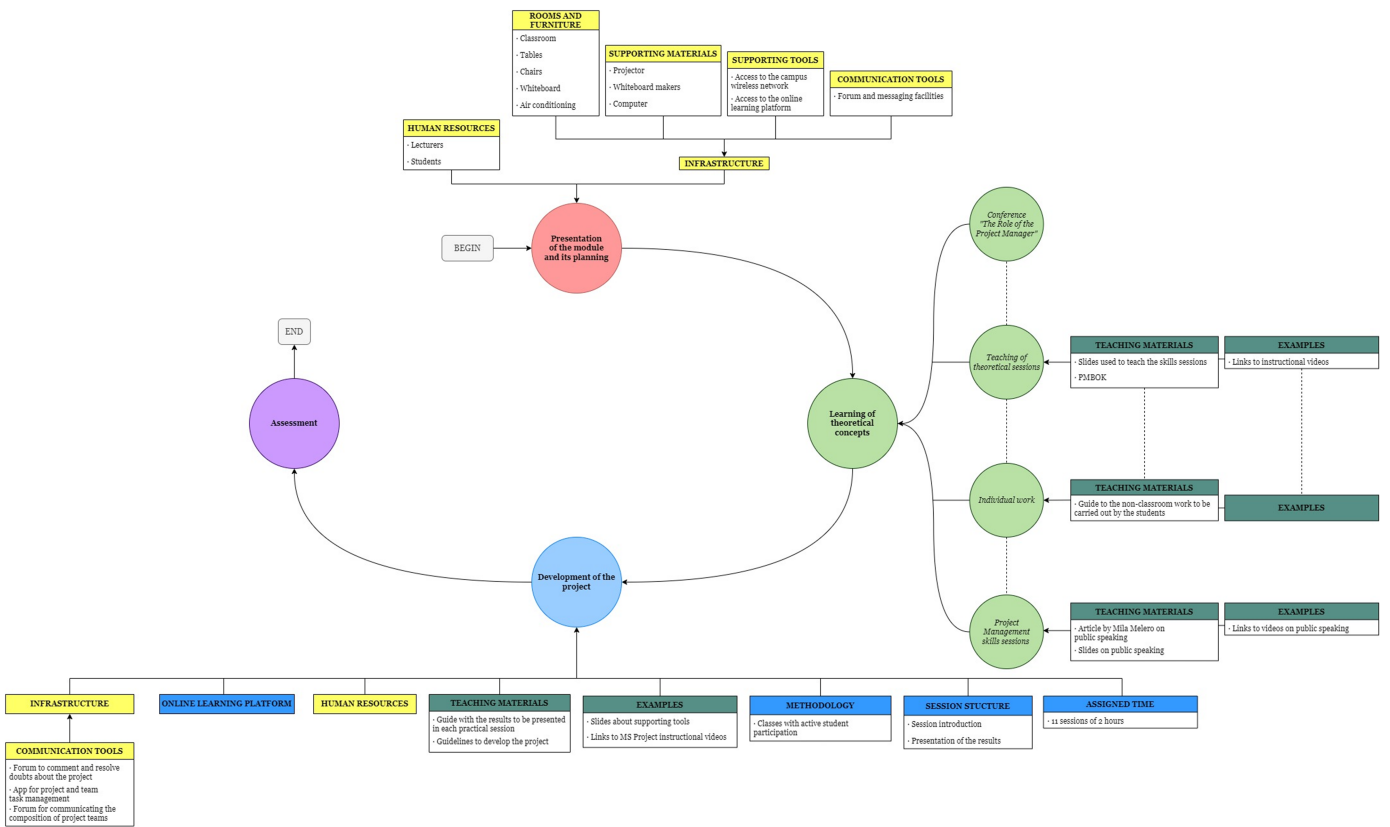 ROOMS AND
FURNITURE
· Classroom
· Tables
· Chairs
· Whiteboard
· Air conditioning
SUPPORTING MATERIALS
· Projector
· Whiteboard makers
· Computer
SUPPORTING TOOLS
· Access to the campus
wireless network
· Access to the online
learning platform
COMMUNICATION TOOLS
· Forum and messaging facilities
HUMAN RESOURCES
· Lecturers
· Students
INFRASTRUCTURE
BEGIN
Presentation
of the module
and its planning
Conference
"The Role of the
Project Manager"
END
Teaching of
theoretical sessions
TEACHING MATERIALS
· Slides used to teach the skills sessions
· PMBOK
EXAMPLES
· Links to instructional videos
Assessment
Learning of
theoretical
concepts
Individual work
TEACHING MATERIALS
· Guide to the non-classroom work to be
carried out by the students
EXAMPLES
Development of the
project
Project
Management
skills sessions
TEACHING MATERIALS
· Article by Mila Melero on
public speaking
· Slides on public speaking
EXAMPLES
· Links to videos on public speaking
INFRASTRUCTURE
COMMUNICATION TOOLS
· Forum to comment and resolve
doubts about the project
· App for project and team
task management
· Forum for communicating the
composition of project teams
ONLINE LEARNING PLATFORM
HUMAN RESOURCES
TEACHING MATERIALS
· Guide with the results to be presented
in each practical session
· Guidelines to develop the project
EXAMPLES
· Slides about supporting tools
· Links to MS Project instructional videos
METHODOLOGY
· Classes with active student
participation
SESSION STUCTURE
· Session introduction
· Presentation of the results
ASSIGNED TIME
· 11 sessions of 2 hours